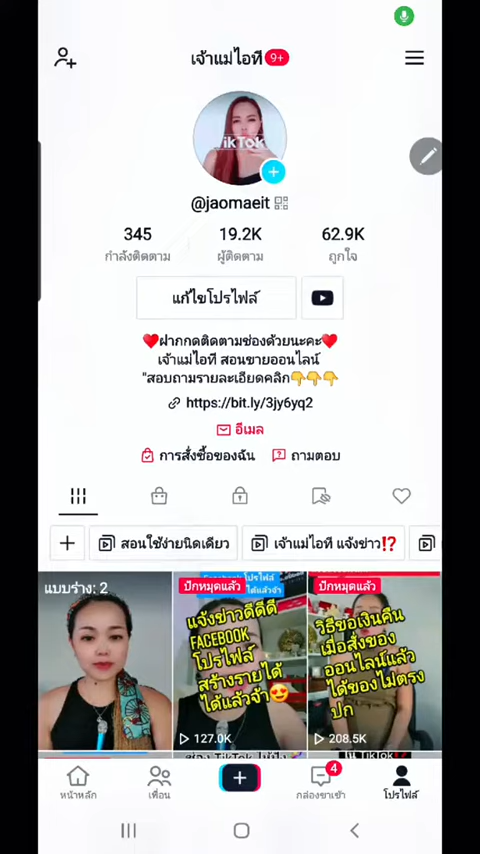 เจ้าแม่ไอที 9+
TikTok
@jaomaeit
345 19.2K 62.9K
กำลังติดตาม ผู้ติดตาม ถูกใจ
แก้ไขโปรไฟล์
❤️ฝากกดติดตามช่องด้วยนะคะ❤️
เจ้าแม่ไอที สอนขายออนไลน์
"สอบถามรายละเอียดคลิก👇👇👇
https://bit.ly/3jy6yq2
อีเมล
การสั่งซื้อของฉัน ถามตอบ
สอนใช้ง่ายนิดเดียว เจ้าแม่ไอที แจ้งข่าว⁉️
แบบร่าง: 2
ปักหมุดแล้ว
แจ้งข่าวดีดีดี
FACEBOOK
โปรไฟล์
สร้างรายได้
ได้แล้วจ้า😍
127.0K
ปักหมุดแล้ว
วิธีขอเงินคืน
เมื่อสั่งของ
ออนไลน์แล้ว
ได้ของไม่ตรง
ปก
208.5K
หน้าหลัก เพื่อน กล่องขาเข้า 4 โปรไฟล์